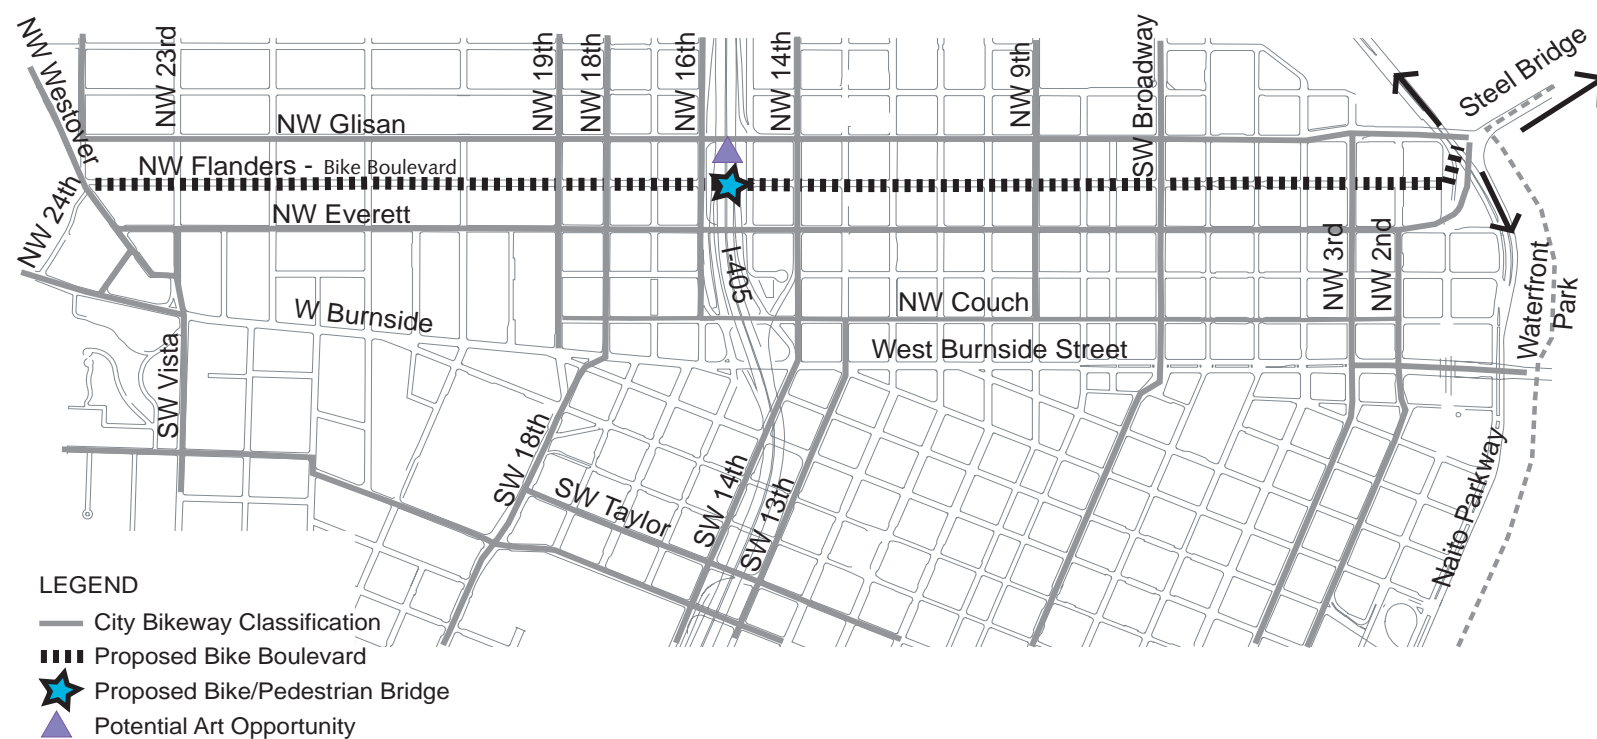 NW Westover
NW 23rd
NW 19th
NW 18th
NW 16th
NW 14th
NW 9th
SW Broadway
Steel Bridge
NW Glisan
NW Flanders - Bike Boulevard
NW 24th
NW Everett
I-405
NW 3rd
NW 2nd
Waterfront
Park
NW Couch
W Burnside
West Burnside Street
SW Vista
SW 18th
SW Taylor
SW 14th
SW 13th
Naito Parkway
LEGEND
City Bikeway Classification
Proposed Bike Boulevard
Proposed Bike/Pedestrian Bridge
Potential Art Opportunity